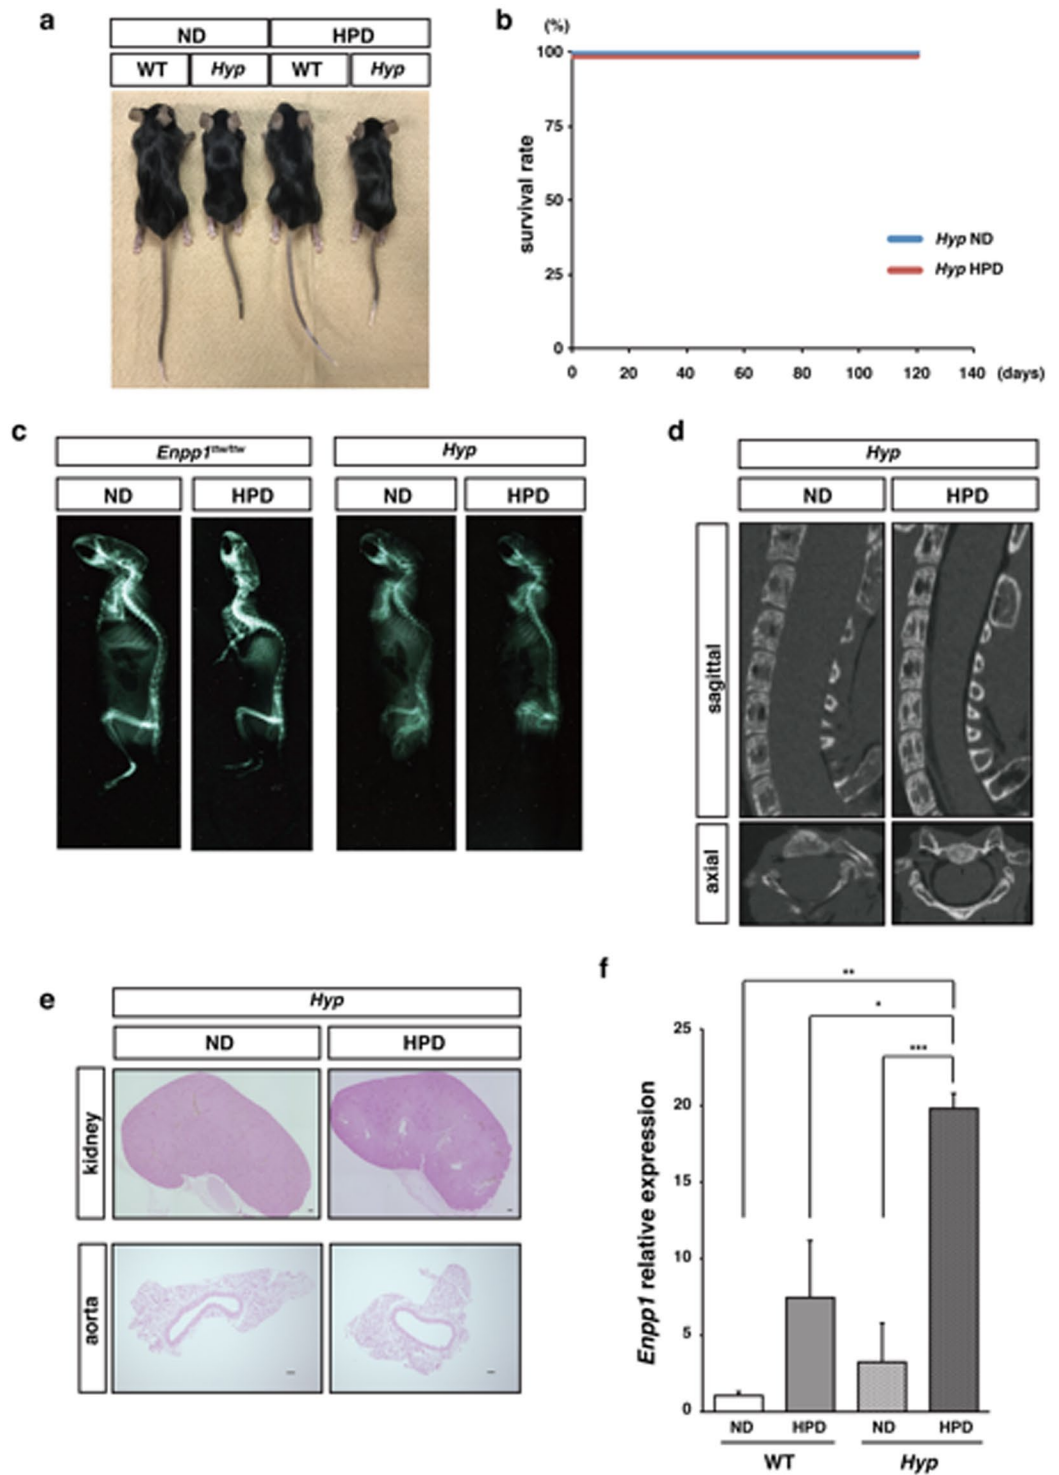 a
ND HPD
WT Hyp WT Hyp
b
(%)
100
75
50
25
0
survival rate
0 20 40 60 80 100 120 140 (days)
Hyp ND
Hyp HPD
c
Enpp1ttw/ttw Hyp
ND HPD ND HPD
d
Hyp
ND HPD
sagittal
axial
e
Hyp
ND HPD
kidney
aorta
f
**
*
***
25
20
15
10
5
0
Enpp1 relative expression
ND HPD ND HPD
WT Hyp